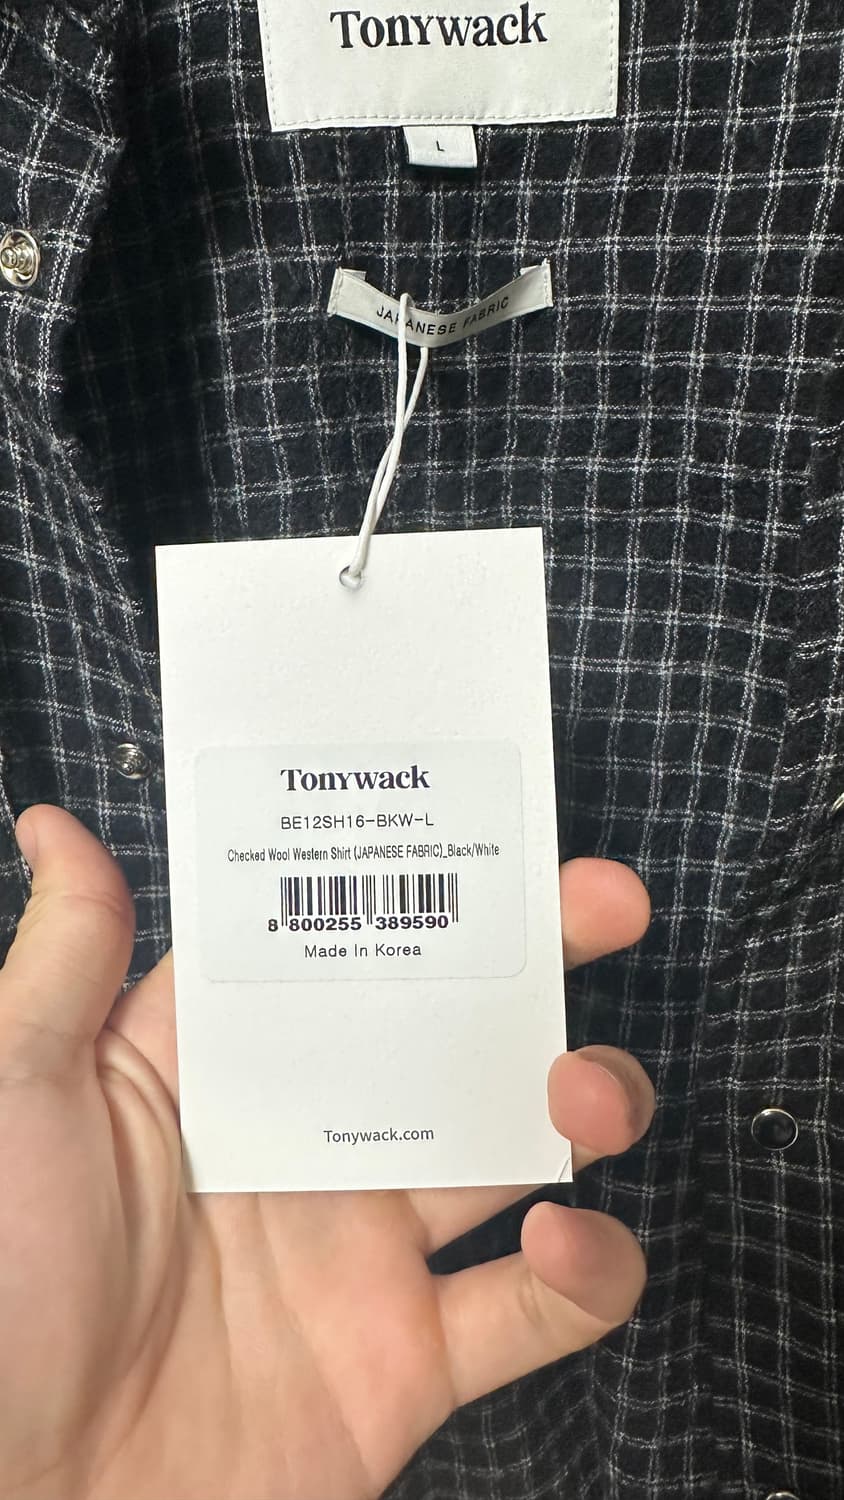 Tonywack
L
JAPANESE FABRIC
Tonywack
BE12SH16-BKW-L
Checked Wool Western Shirt (JAPANESE FABRIC)_Black/White
8 800255 389590
Made In Korea
Tonywack.com